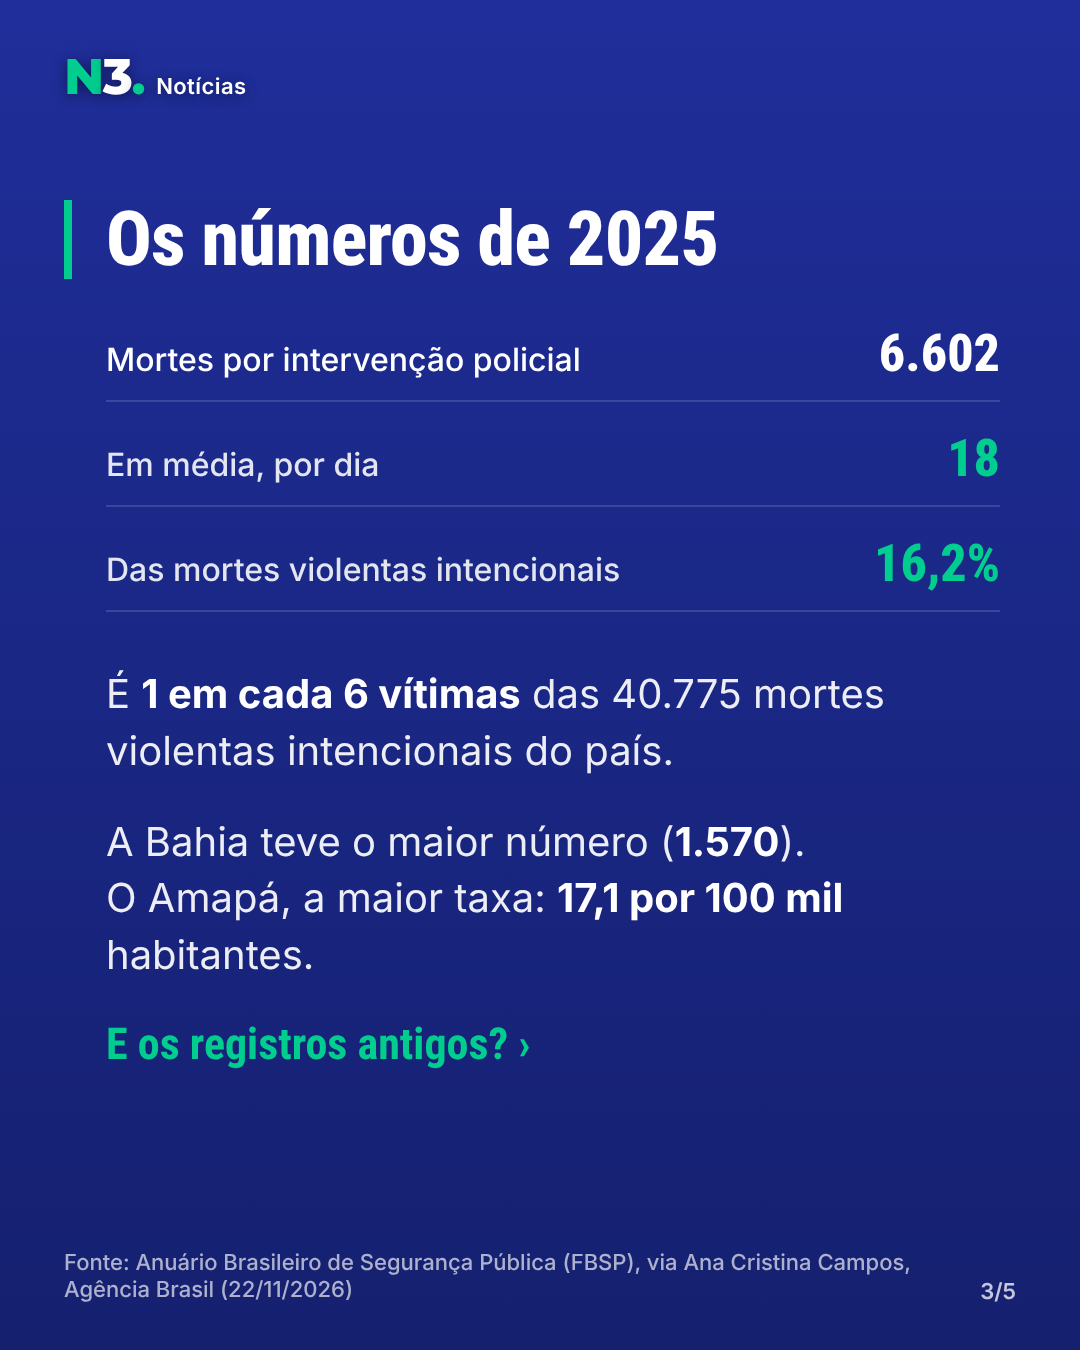 N3. Notícias
Os números de 2025
Mortes por intervenção policial 6.602
Em média, por dia 18
Das mortes violentas intencionais 16,2%
É 1 em cada 6 vítimas das 40.775 mortes
violentas intencionais do país.
A Bahia teve o maior número (1.570).
O Amapá, a maior taxa: 17,1 por 100 mil
habitantes.
E os registros antigos? ›
Fonte: Anuário Brasileiro de Segurança Pública (FBSP), via Ana Cristina Campos,
Agência Brasil (22/11/2026)
3/5